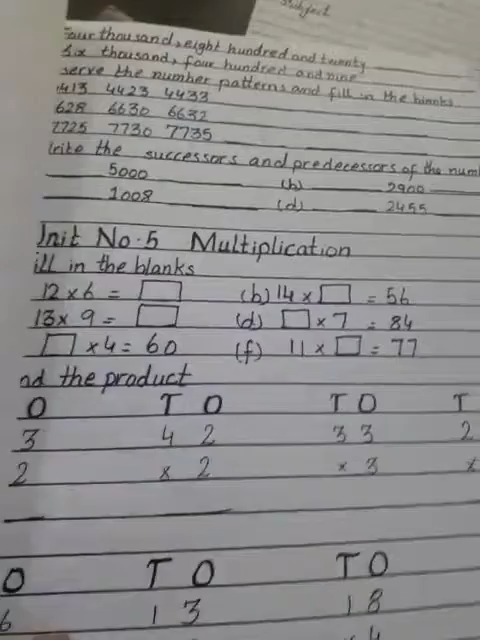 Subject
Four thousand, eight hundred and twenty
Six thousand, four hundred and nine
serve the number patterns and fill in the blanks
413 4423 4433
628 6630 6632
7725 7730 7735
Write the successors and predecessors of the num
5000 (b) 2900
1008 (d) 2455
Unit No.5 Multiplication
ill in the blanks
12 x 6 = (b) 14 x = 56
13 x 9 = (d) x 7 = 84
x 4 = 60 (f) 11 x = 77
nd the product
O T O T O T
3 4 2 3 3 2
2 x 2 x 3 x
O T O T O
6 1 3 1 8
4